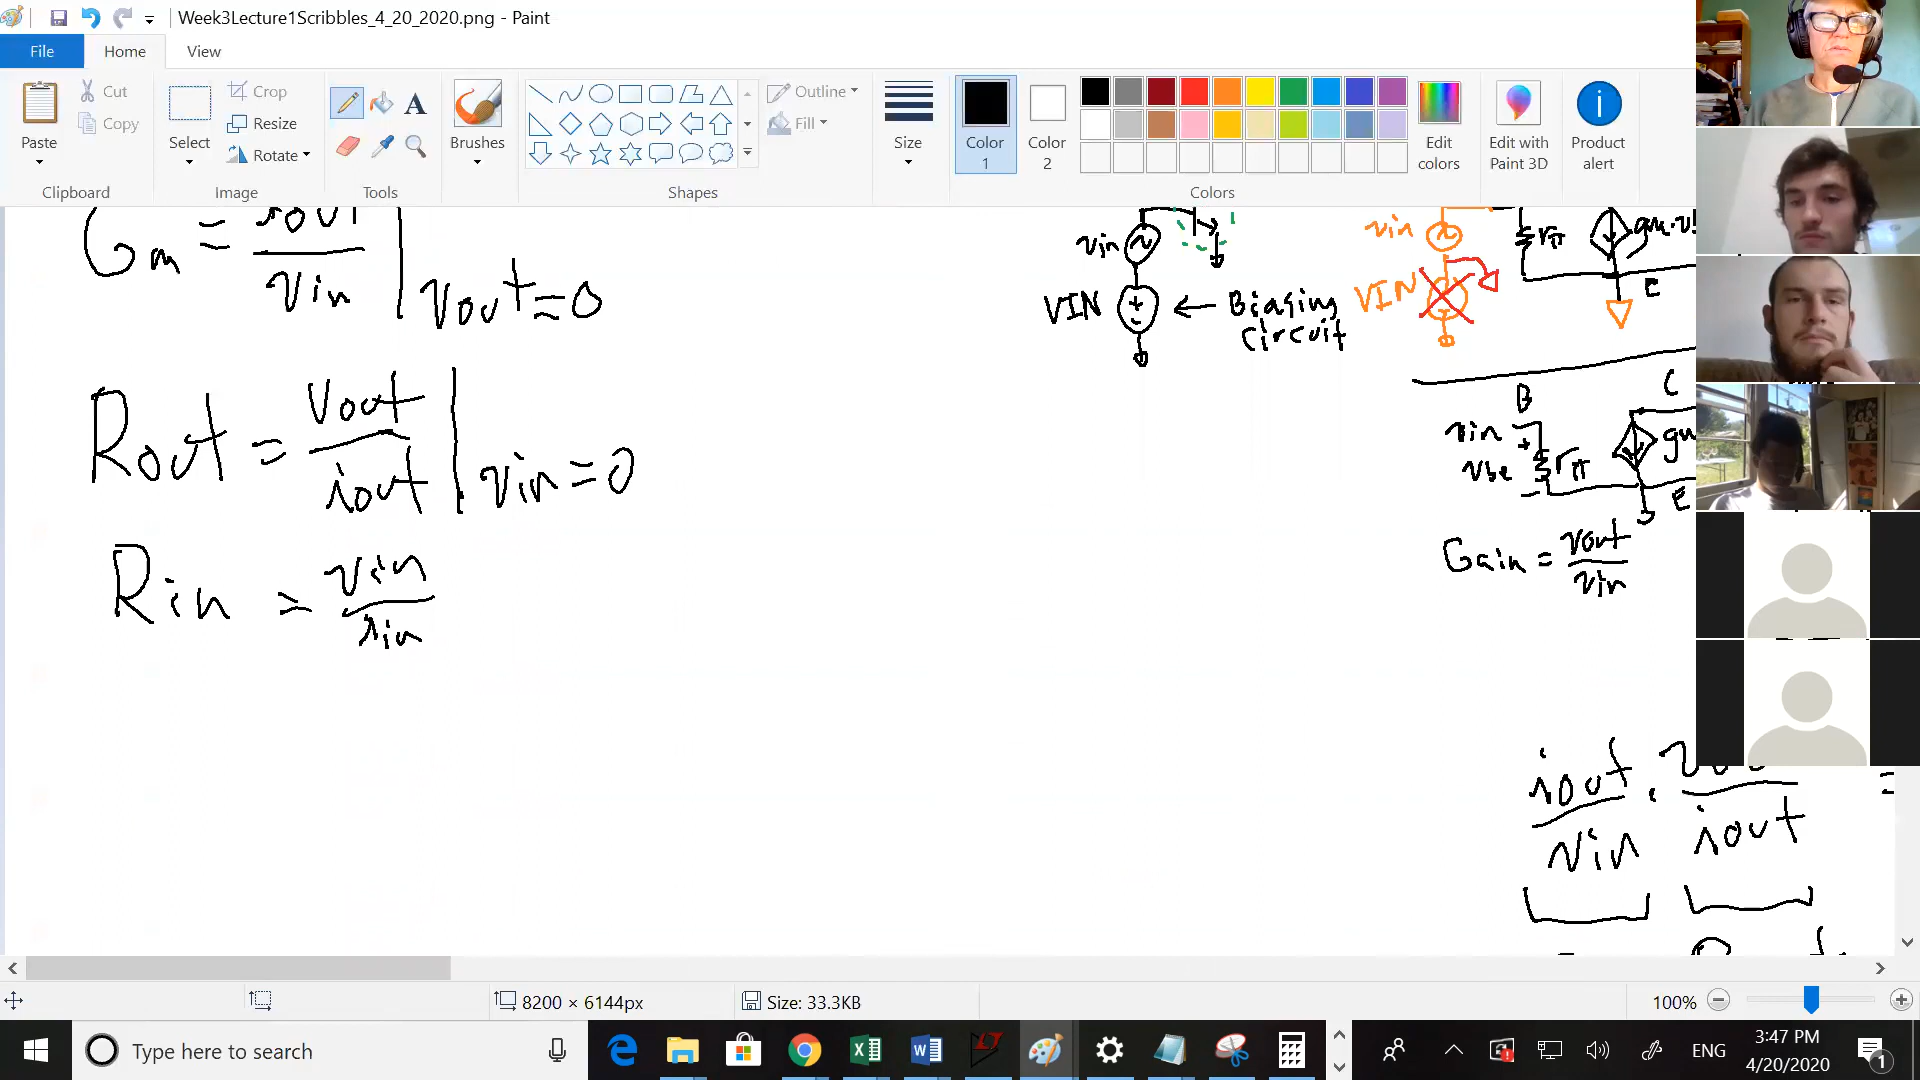 Week3Lecture1Scribbles_4_20_2020.png - Paint
File Home View
Paste
Cut
Copy
Clipboard
Select
Crop
Resize
Rotate
Image
Tools
Brushes
Shapes
Outline
Fill
Size
Color 1
Color 2
Colors
Edit colors
Edit with Paint 3D
Product alert
Gm = iout / vin | vout=0
Rout = vout / iout | vin=0
Rin = vin / iin
vin
VIN
+
-
← Biasing circuit
vin
VIN
rπ
E
B
C
vin
+
vbe
-
rπ
E
Gain = vout / vin
iout / vin . / iout =
8200 × 6144px
Size: 33.3KB
100%
Type here to search
ENG
3:47 PM
4/20/2020
1